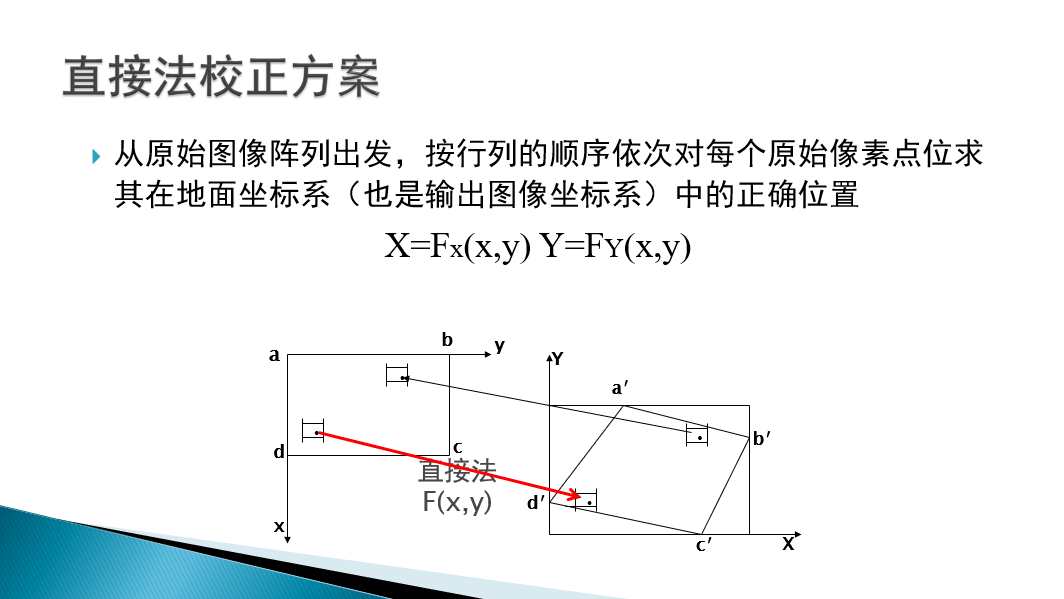 直接法校正方案
从原始图像阵列出发，按行列的顺序依次对每个原始像素点位求
其在地面坐标系（也是输出图像坐标系）中的正确位置
X=Fx(x,y) Y=FY(x,y)
a
b
y
d
c
x
直接法
F(x,y)
Y
a′
b′
d′
c′
X